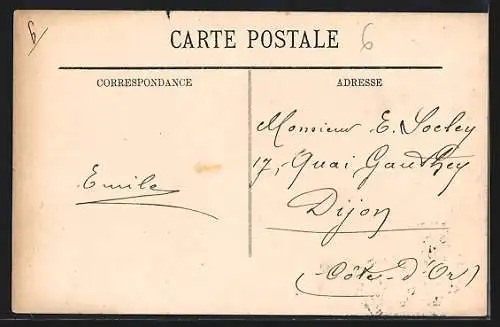 6
6
CARTE POSTALE
CORRESPONDANCE
ADRESSE
Monsieur E. Socley
17, Quai Gauthey
Dijon
(Côte-d'Or)
Emile